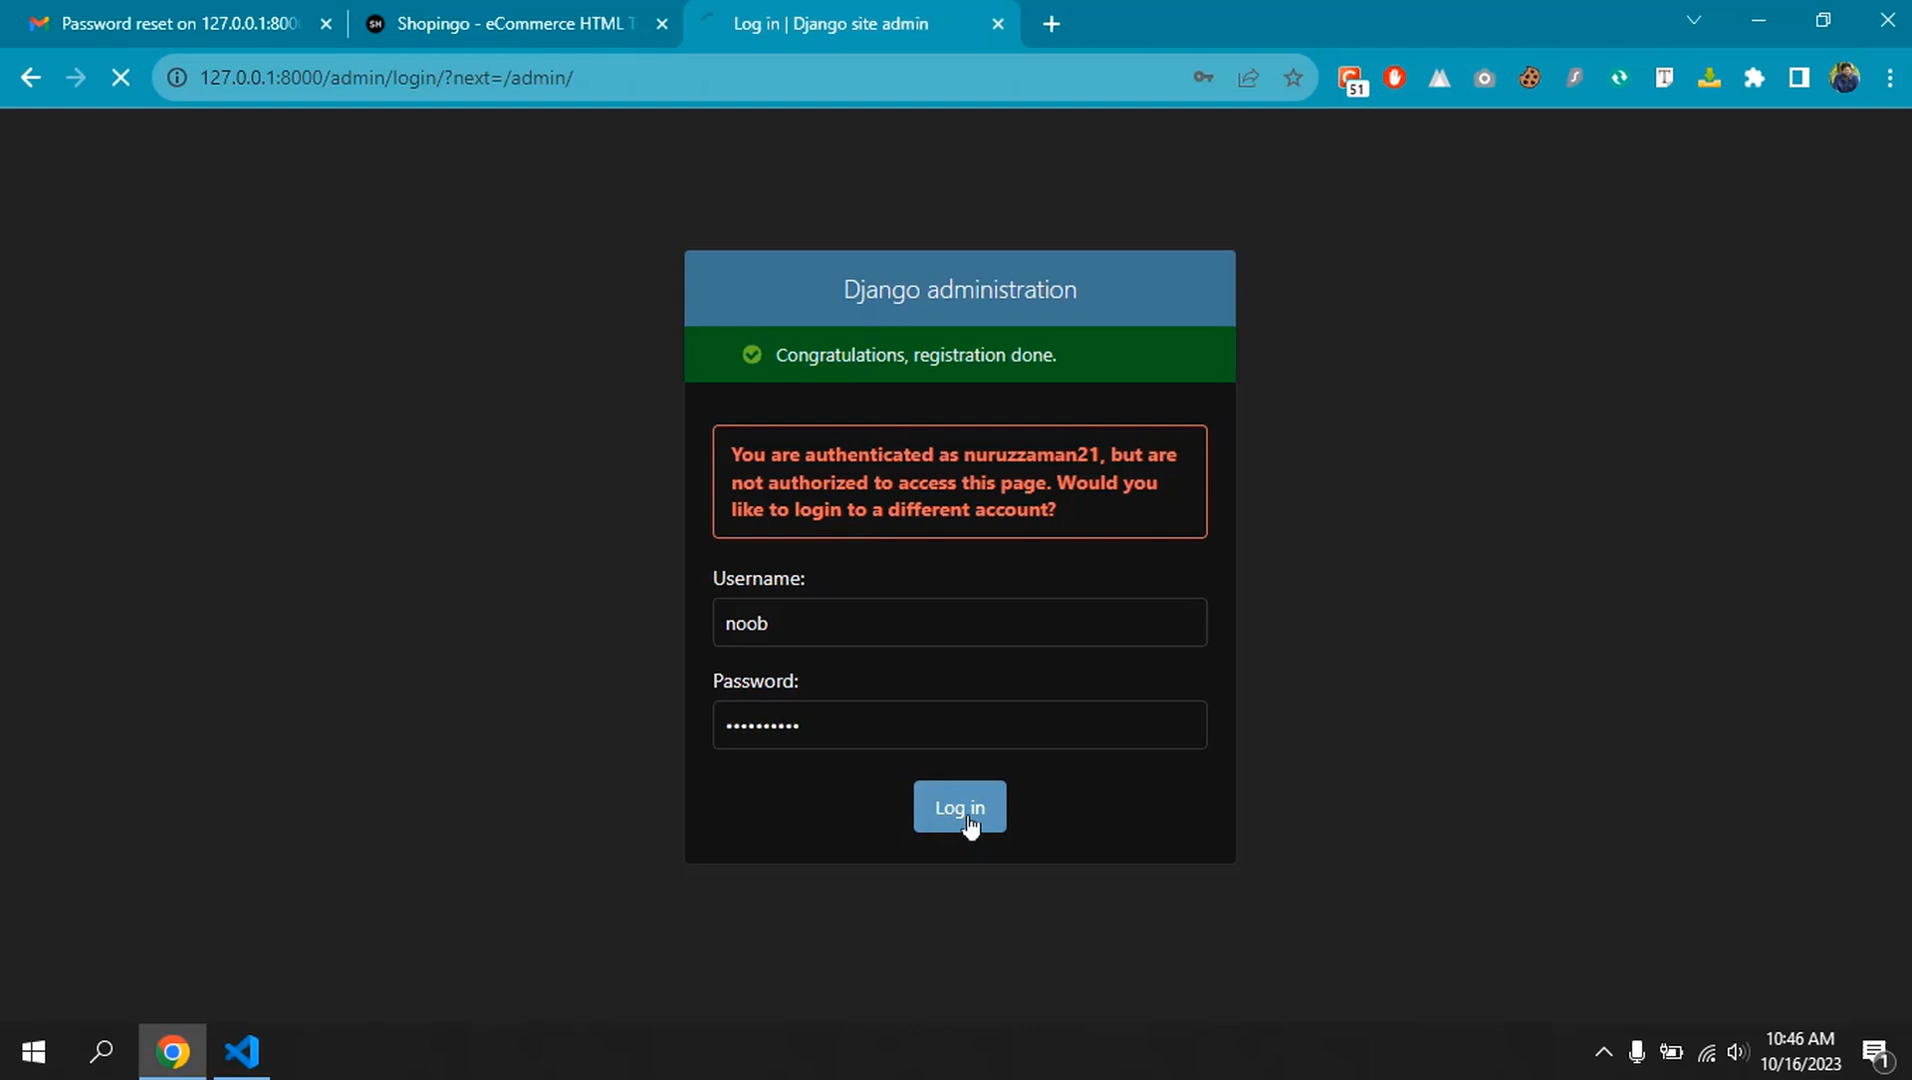 Password reset on 127.0.0.1:8000
Shopingo - eCommerce HTML T
Log in | Django site admin
127.0.0.1:8000/admin/login/?next=/admin/
51
Django administration
Congratulations, registration done.
You are authenticated as nuruzzaman21, but are
not authorized to access this page. Would you
like to login to a different account?
Username:
noob
Password:
••••••••••
Log in
10:46 AM
10/16/2023
1